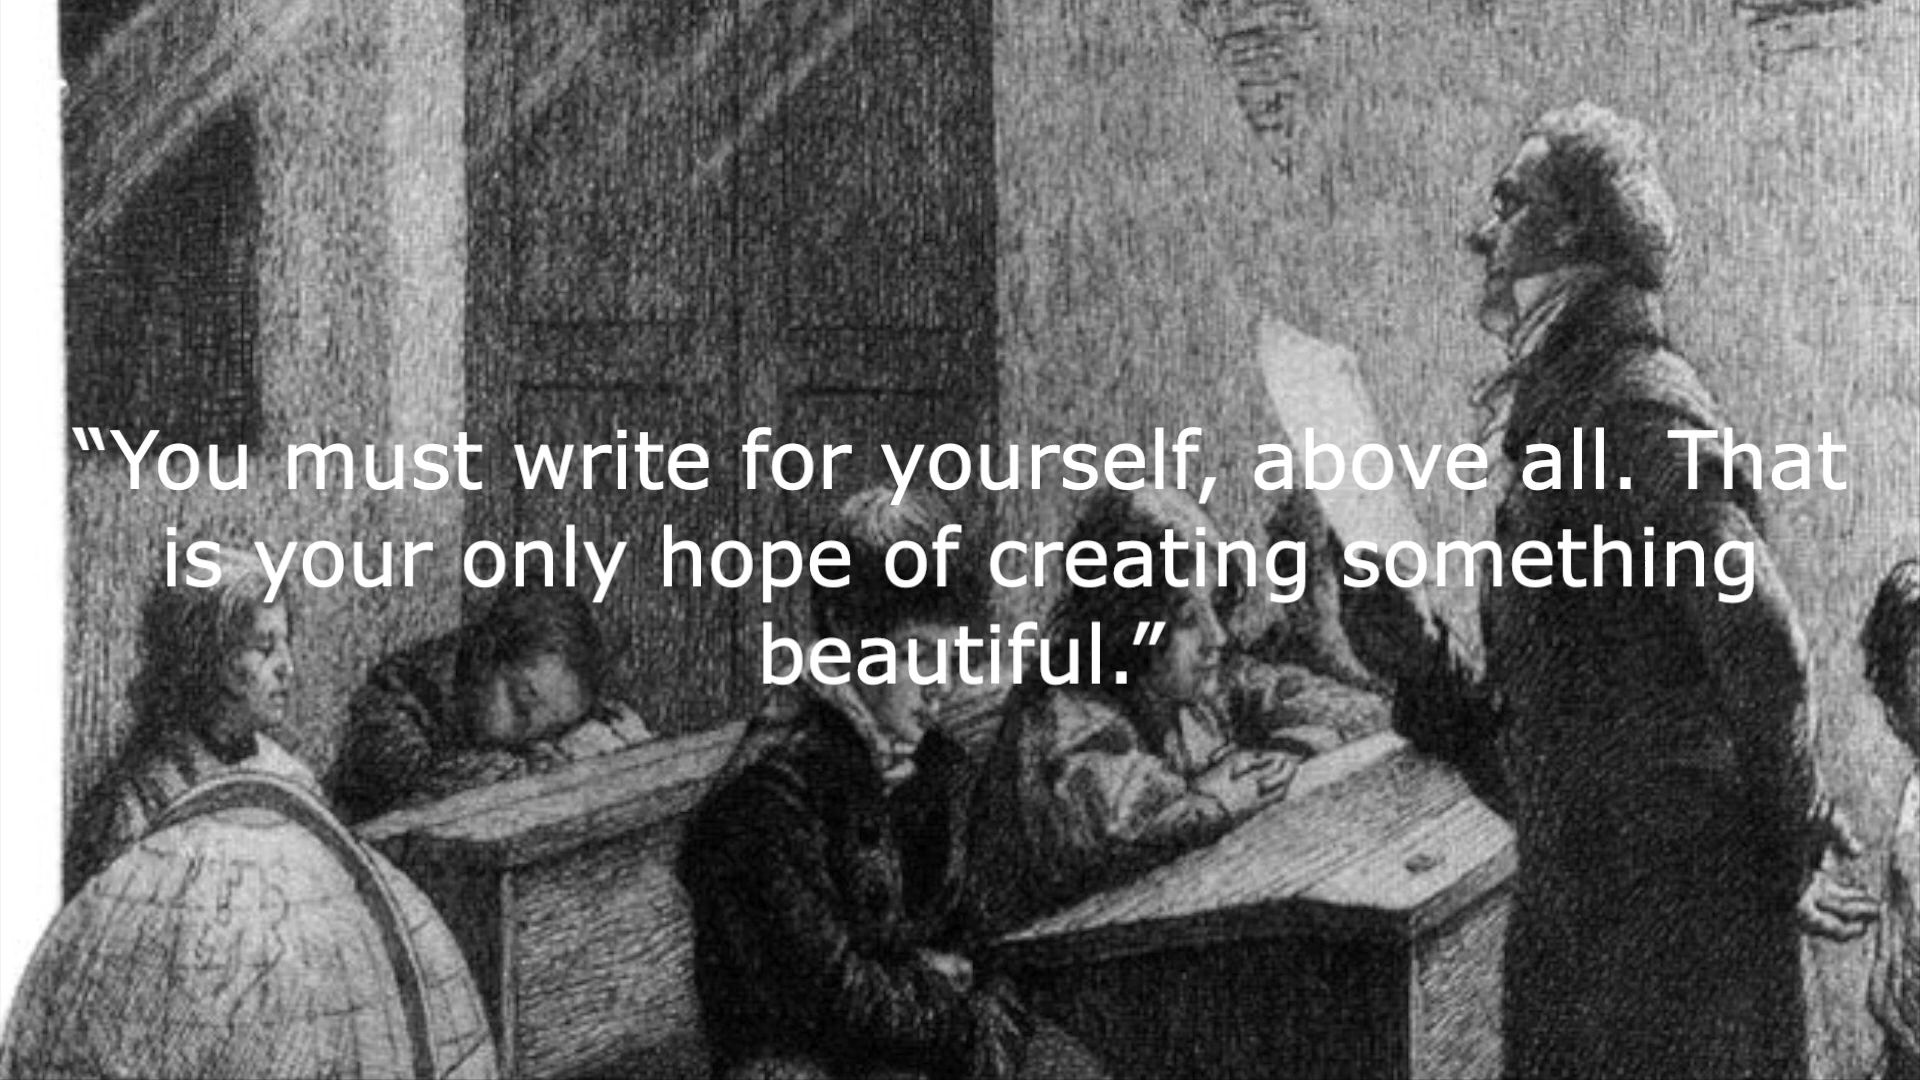 “You must write for yourself, above all. That
is your only hope of creating something
beautiful.”